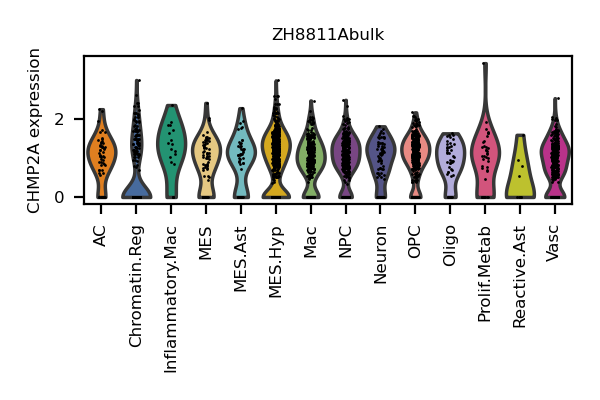 ZH8811Abulk
CHMP2A expression
2
0
AC
Chromatin.Reg
Inflammatory.Mac
MES
MES.Ast
MES.Hyp
Mac
NPC
Neuron
OPC
Oligo
Prolif.Metab
Reactive.Ast
Vasc